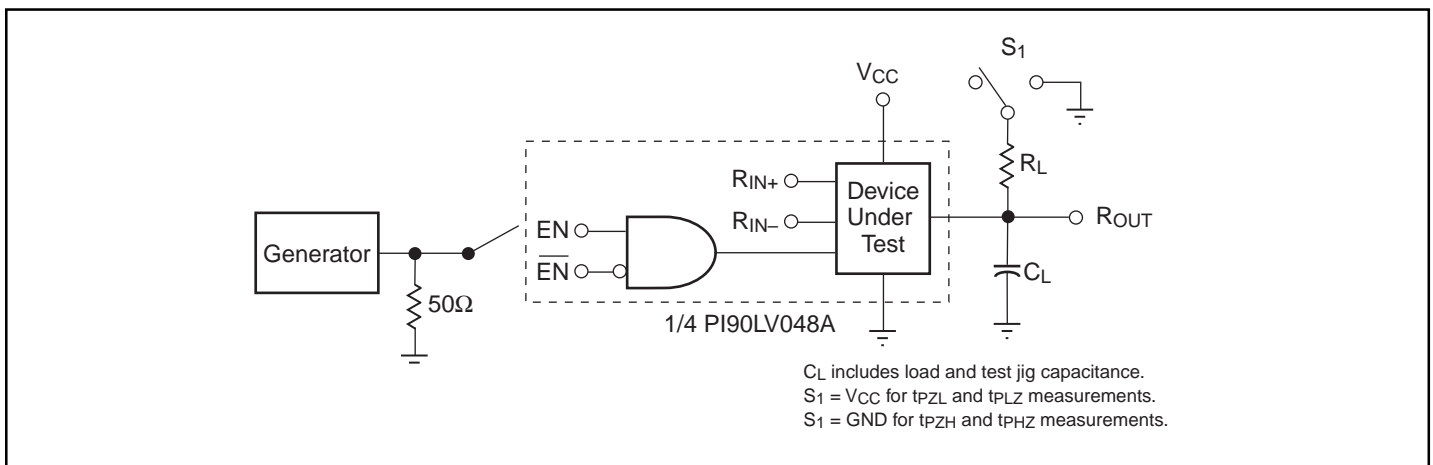 S1
VCC
RL
RIN+
RIN–
Device
Under
Test
ROUT
EN
EN
Generator
50Ω
CL
1/4 PI90LV048A
CL includes load and test jig capacitance.
S1 = VCC for tPZL and tPLZ measurements.
S1 = GND for tPZH and tPHZ measurements.